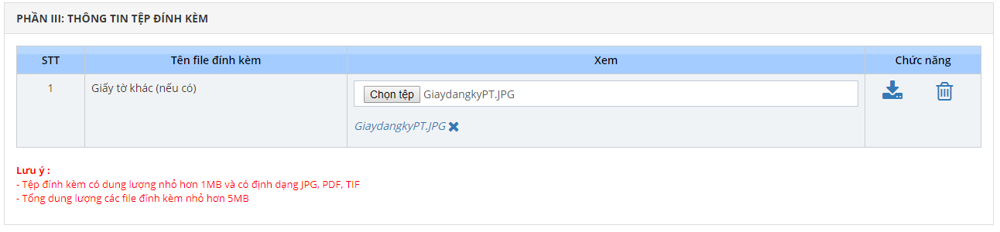 PHẦN III: THÔNG TIN TỆP ĐÍNH KÈM
STT Tên file đính kèm Xem Chức năng
1 Giấy tờ khác (nếu có) Chọn tệp GiaydangkyPT.JPG
GiaydangkyPT.JPG
Lưu ý :
- Tệp đính kèm có dung lượng nhỏ hơn 1MB và có định dạng JPG, PDF, TIF
- Tổng dung lượng các file đính kèm nhỏ hơn 5MB